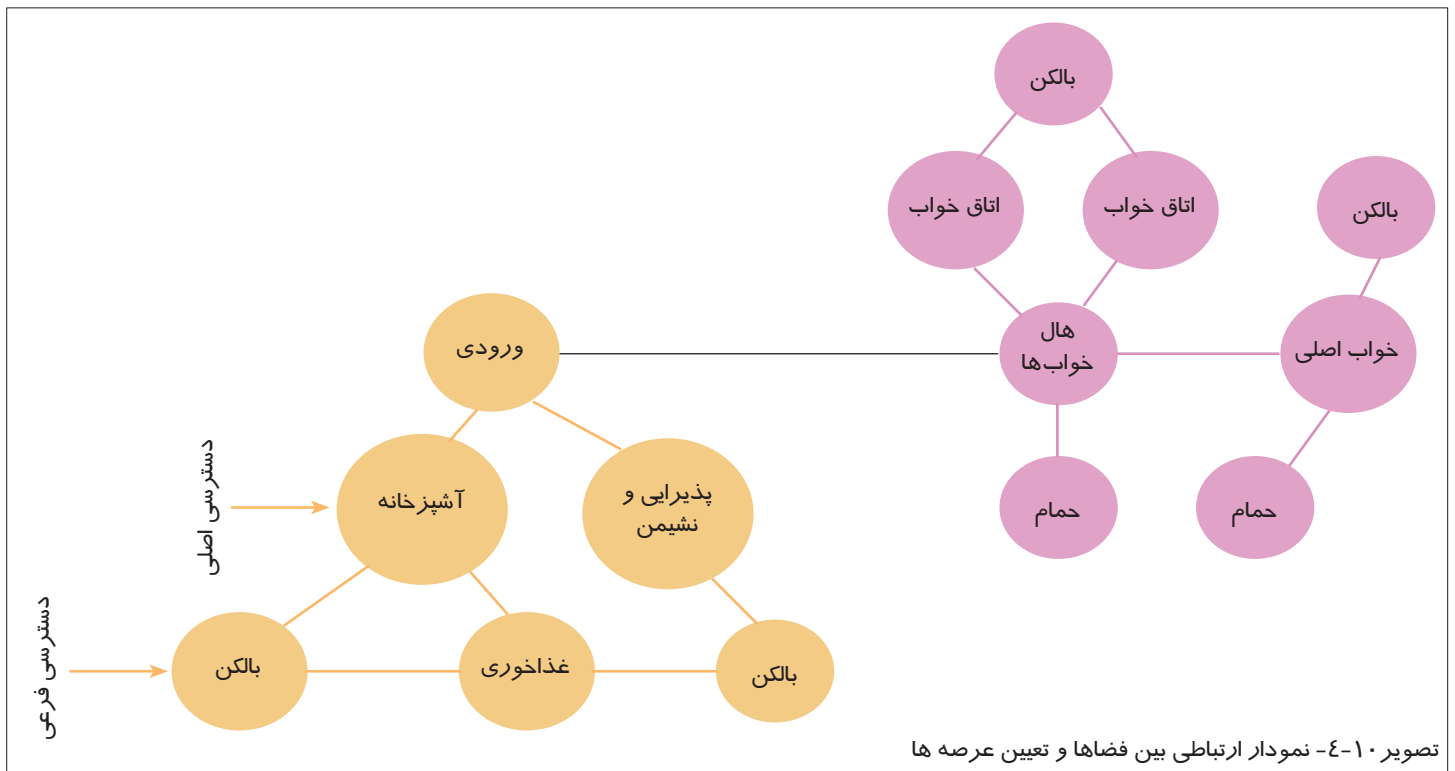 بالکن
اتاق خواب
اتاق خواب
بالکن
هال
خواب‌ها
خواب اصلی
حمام
حمام
ورودی
پذیرایی و
نشیمن
آشپزخانه
دسترسی اصلی
بالکن
غذاخوری
بالکن
دسترسی فرعی
تصویر ۱۰-٤- نمودار ارتباطی بین فضاها و تعیین عرصه ها